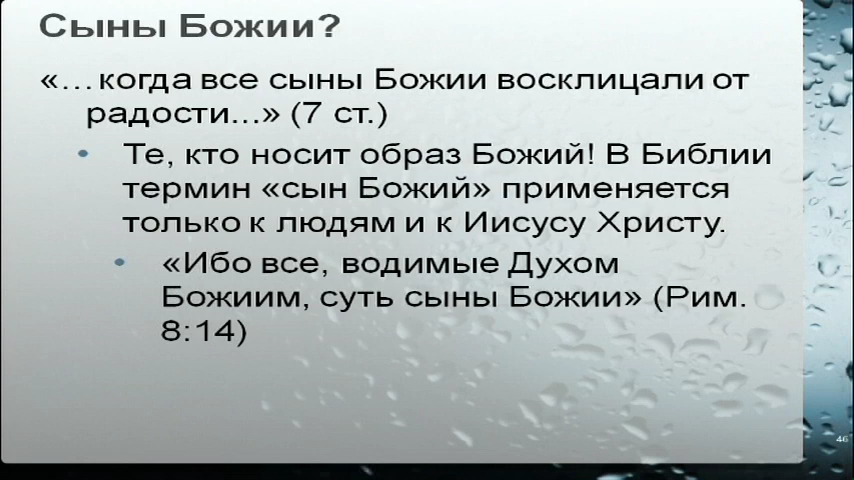 Сыны Божии?
«…когда все сыны Божии восклицали от
радости...» (7 ст.)
• Те, кто носит образ Божий! В Библии
термин «сын Божий» применяется
только к людям и к Иисусу Христу.
• «Ибо все, водимые Духом
Божиим, суть сыны Божии» (Рим.
8:14)
46